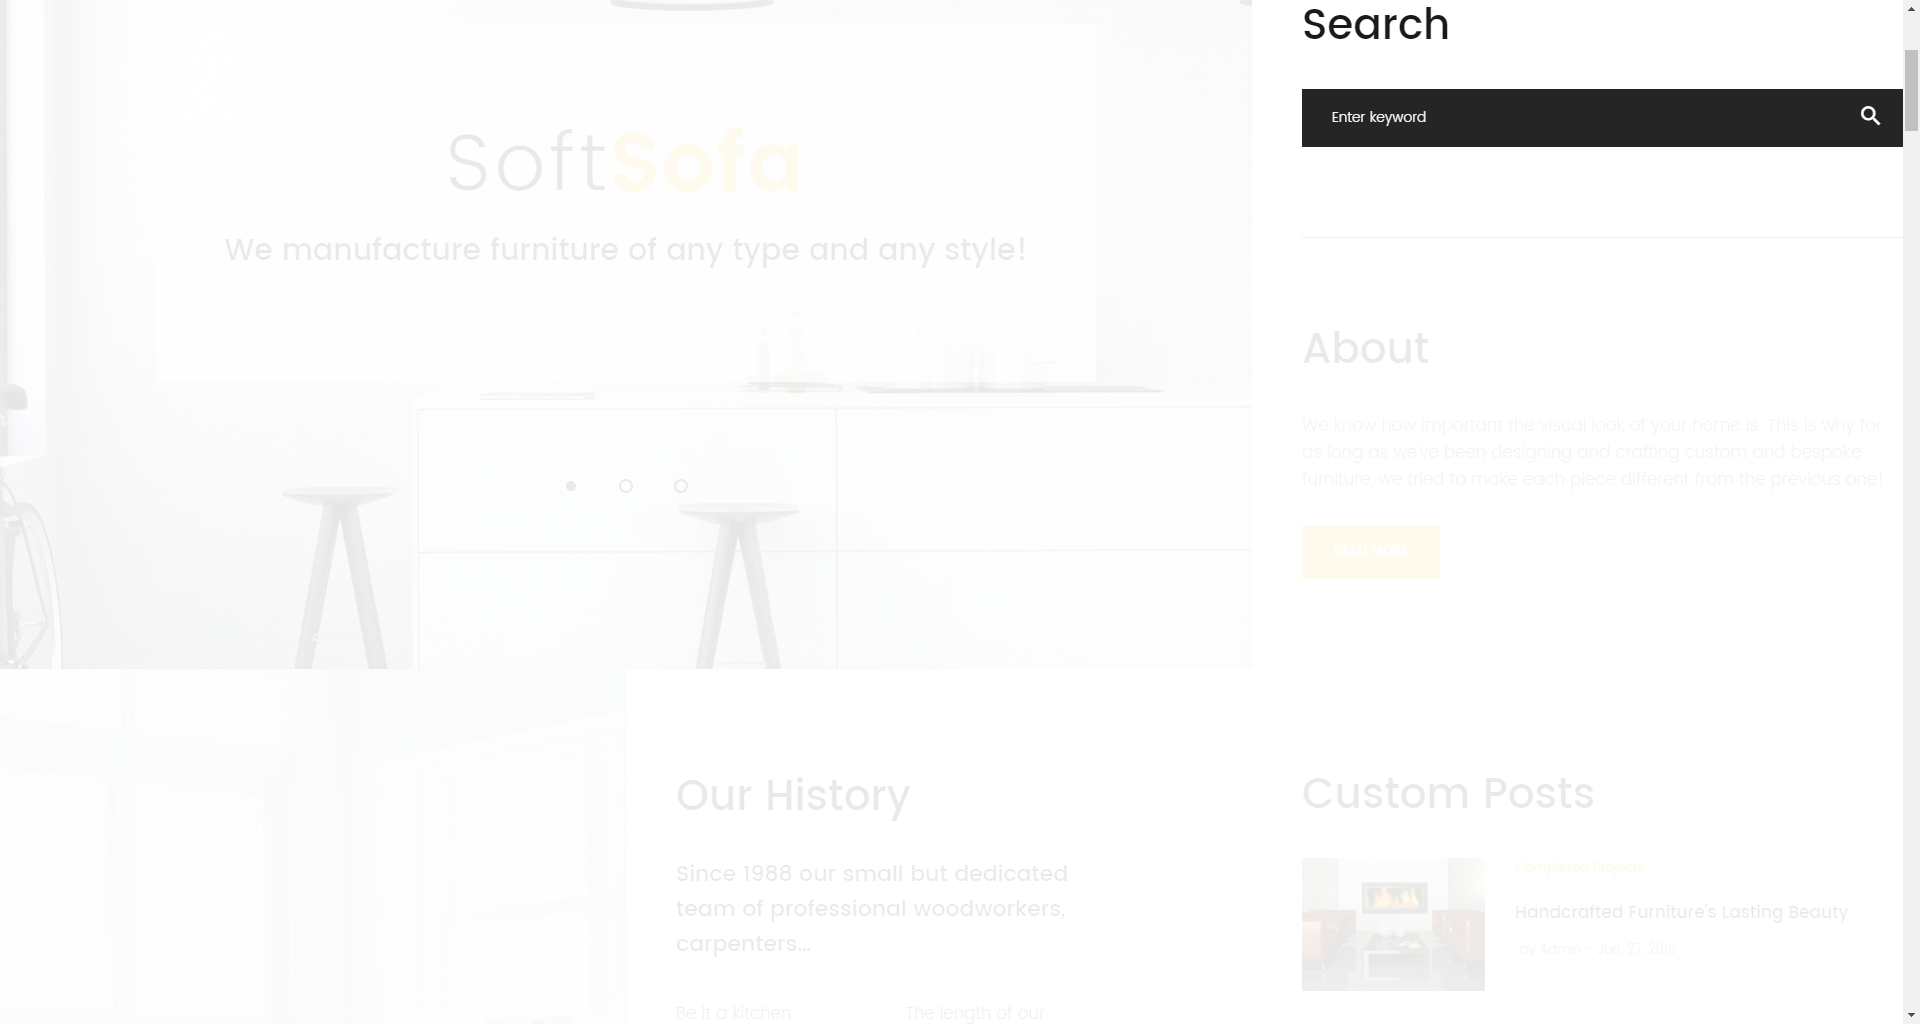 SoftSofa
We manufacture furniture of any type and any style!
Search
Enter keyword
About
We know how important the visual look of your home is. This is why for
as long as we've been designing and crafting custom and bespoke
furniture, we tried to make each piece different from the previous one!
READ MORE
Our History
Since 1988 our small but dedicated
team of professional woodworkers,
carpenters...
Be it a kitchen
The length of our
Custom Posts
Completed Projects
Handcrafted Furniture's Lasting Beauty
by Admin - Jun, 27, 2016